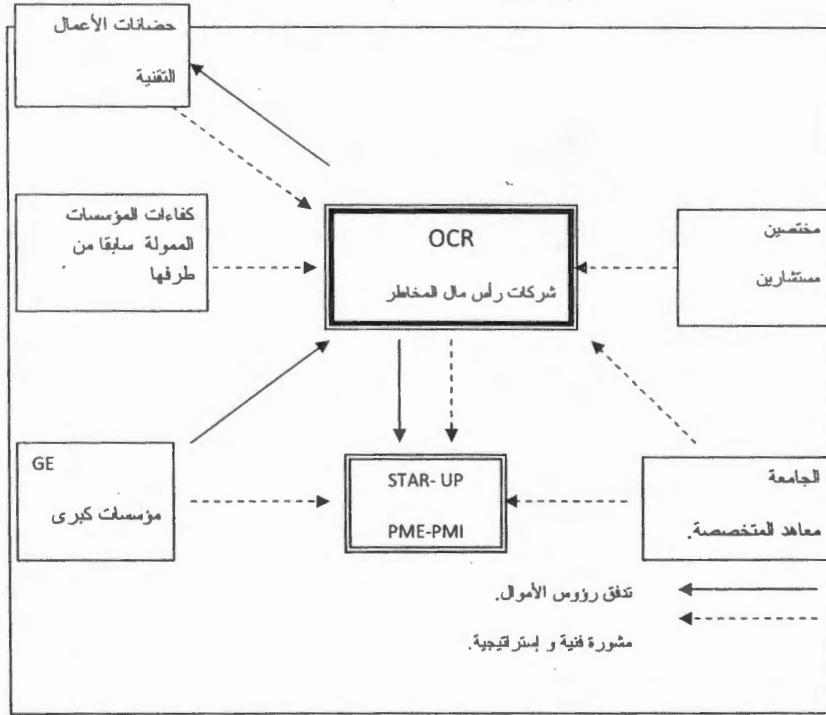 حضانات الأعمال
التقنية
كفاءات المؤسسات
الممولة سابقا من
طرفها
OCR
شركات رأس مال المخاطر
مختصين
مستشارين
GE
مؤسسات كبرى
STAR- UP
PME-PMI
الجامعة
معاهد المتخصصة.
تدفق رؤوس الأموال.
مشورة فنية و إستراتيجية.